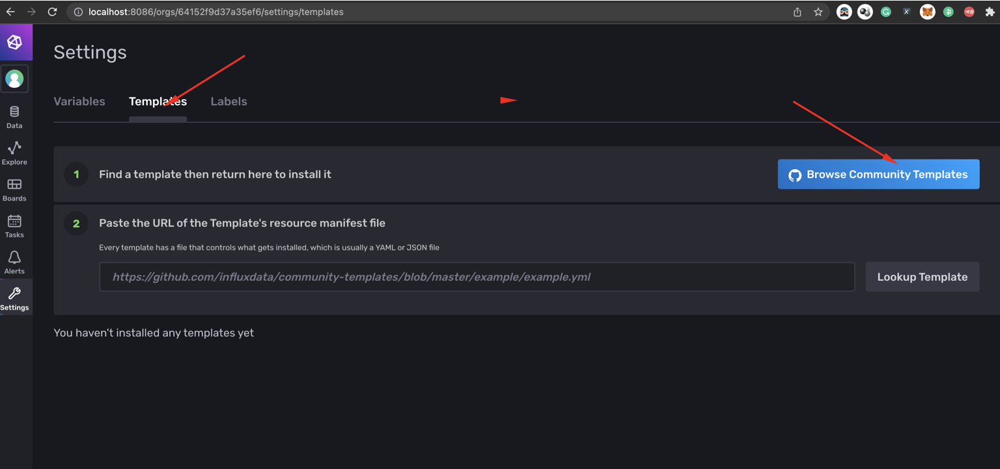 localhost:8086/orgs/64152f9d37a35ef6/settings/templates
Settings
Variables Templates Labels
Data
Explore
Boards
Tasks
Alerts
Settings
1 Find a template then return here to install it
Browse Community Templates
2 Paste the URL of the Template's resource manifest file
Every template has a file that controls what gets installed, which is usually a YAML or JSON file
https://github.com/influxdata/community-templates/blob/master/example/example.yml
Lookup Template
You haven't installed any templates yet